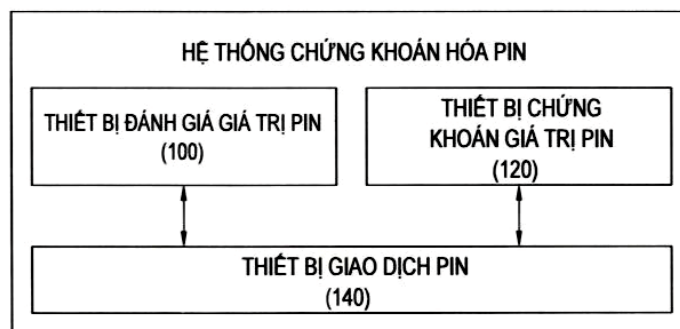 HỆ THỐNG CHỨNG KHOÁN HÓA PIN
THIẾT BỊ ĐÁNH GIÁ GIÁ TRỊ PIN
(100)
THIẾT BỊ CHỨNG
KHOÁN GIÁ TRỊ PIN
(120)
THIẾT BỊ GIAO DỊCH PIN
(140)